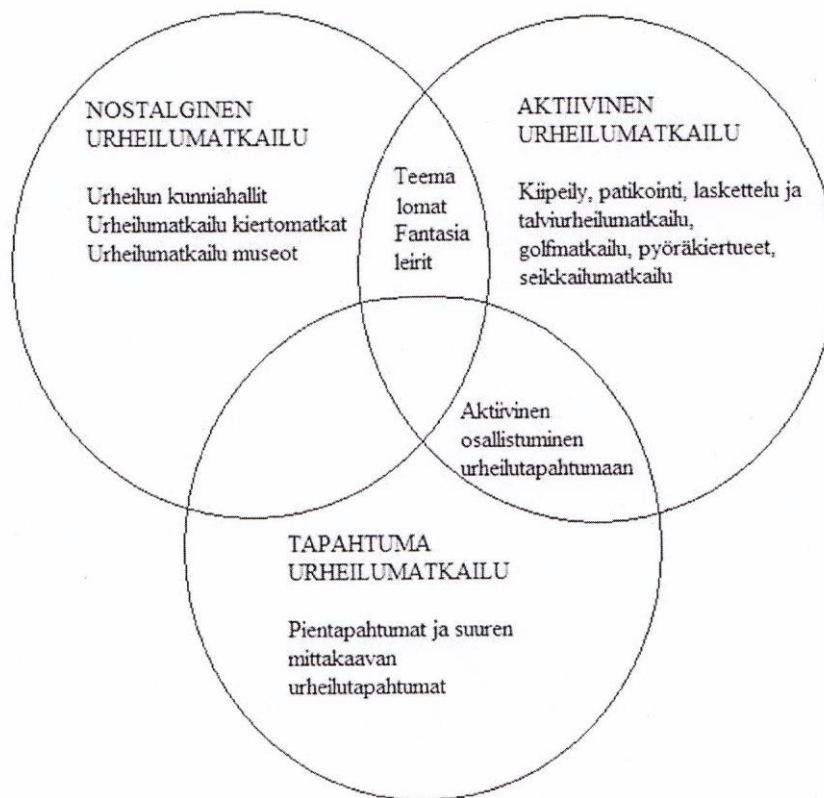 NOSTALGINEN
URHEILUMATKAILU
Urheilun kunniahallit
Urheilumatkailu kiertomatkat
Urheilumatkailu museot
Teema
lomat
Fantasia
leirit
AKTIIVINEN
URHEILUMATKAILU
Kiipeily, patikointi, laskettelu ja
talviurheilumatkailu,
golfmatkailu, pyöräkiertueet,
seikkailumatkailu
Aktiivinen
osallistuminen
urheilutapahtumaan
TAPAHTUMA
URHEILUMATKAILU
Pientapahtumat ja suuren
mittakaavan
urheilutapahtumat